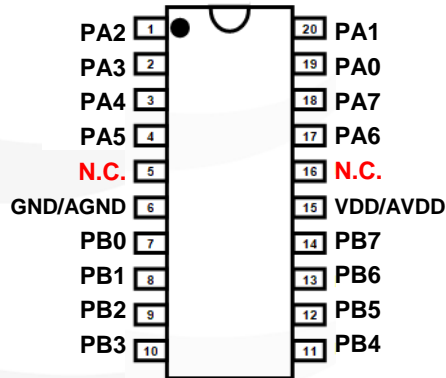 PA2 1 20 PA1
PA3 2 19 PA0
PA4 3 18 PA7
PA5 4 17 PA6
N.C. 5 16 N.C.
GND/AGND 6 15 VDD/AVDD
PB0 7 14 PB7
PB1 8 13 PB6
PB2 9 12 PB5
PB3 10 11 PB4